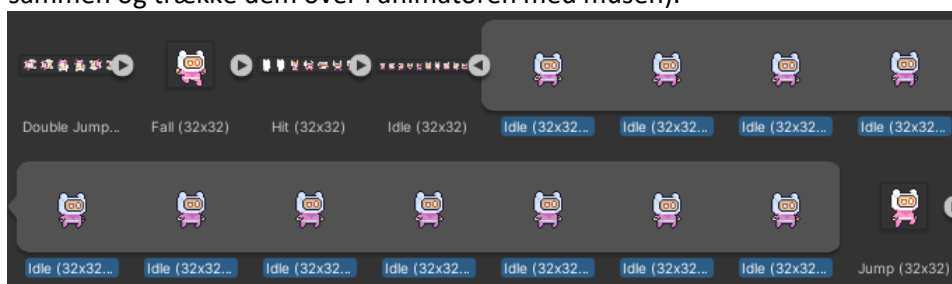 sammen og trække dem over i animatoren med musen).
Double Jump... Fall (32x32) Hit (32x32) Idle (32x32) Idle (32x32... Idle (32x32... Idle (32x32... Idle (32x32...
Idle (32x32... Idle (32x32... Idle (32x32... Idle (32x32... Idle (32x32... Idle (32x32... Idle (32x32... Jump (32x32)